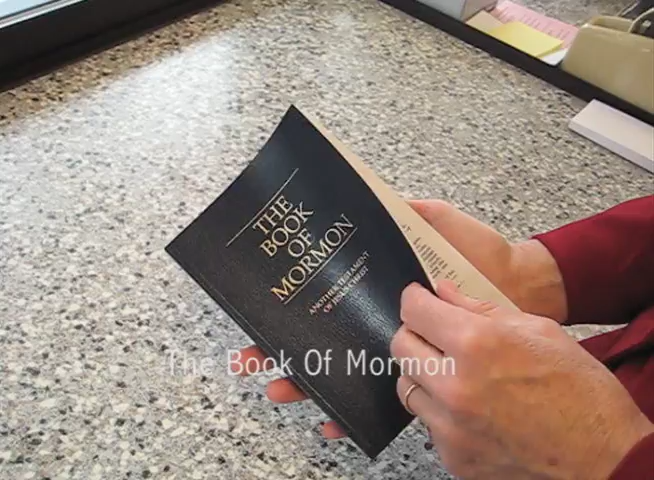 THE
BOOK
OF
MORMON
ANOTHER TESTAMENT
OF JESUS CHRIST
The Book Of Mormon